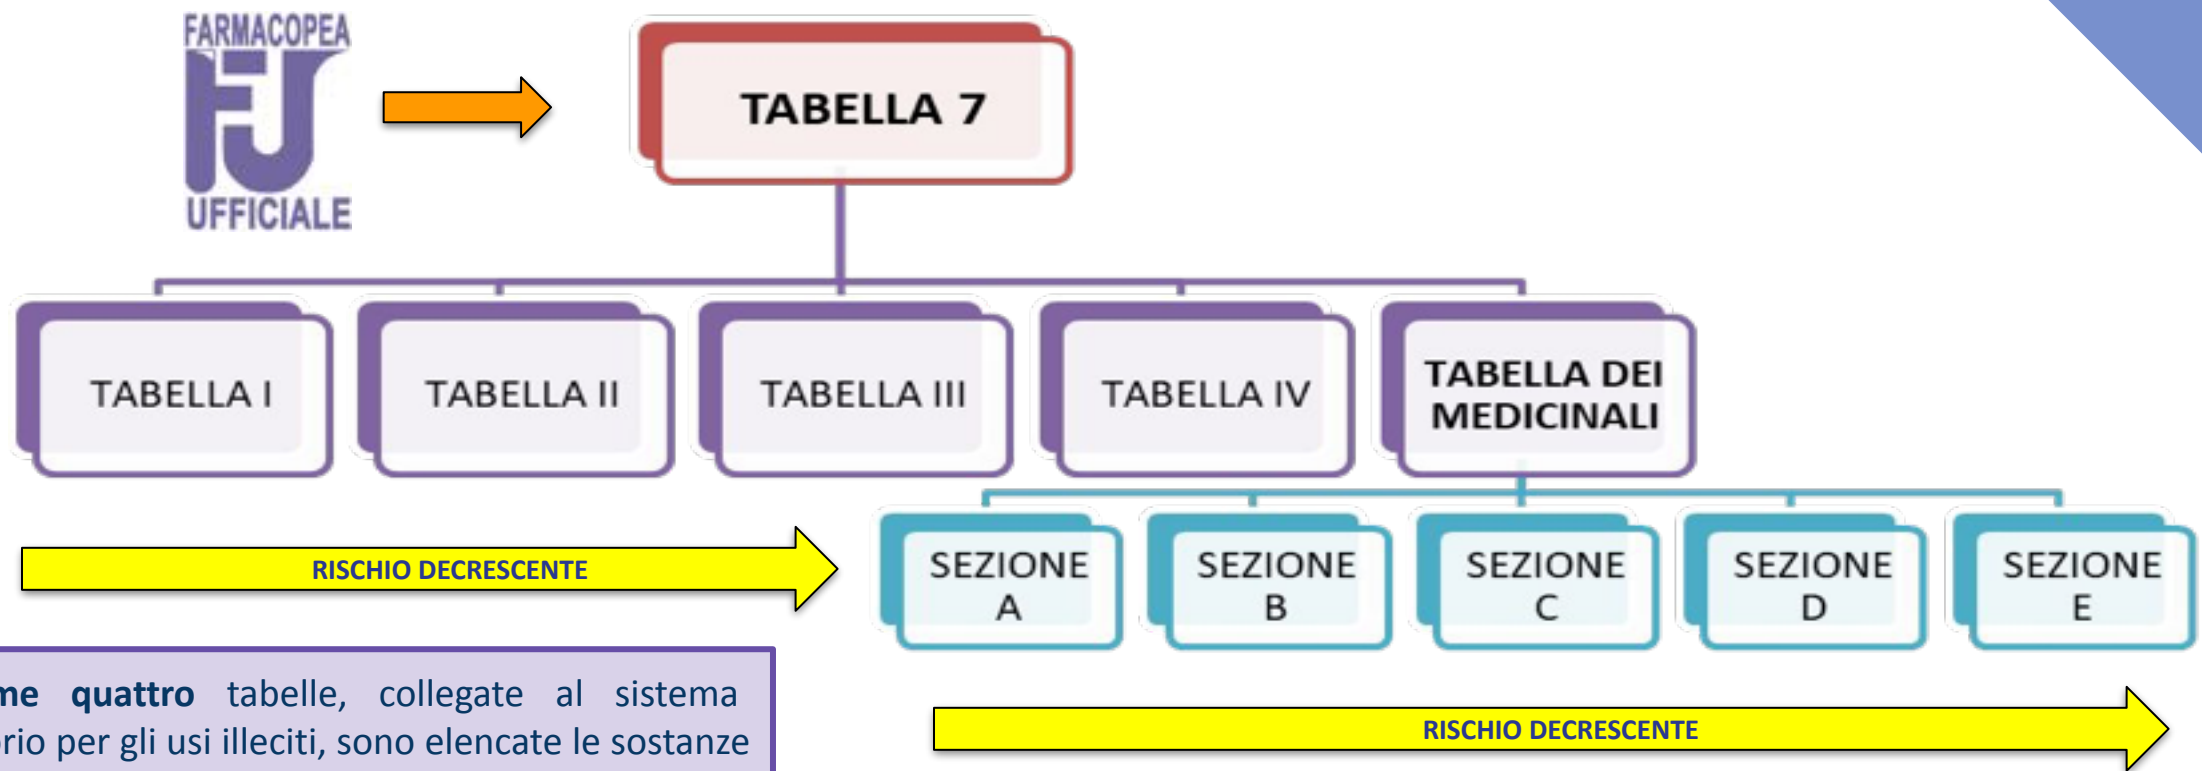 FARMACOPEA
UFFICIALE
TABELLA 7
TABELLA I
TABELLA II
TABELLA III
TABELLA IV
TABELLA DEI
MEDICINALI
RISCHIO DECRESCENTE
SEZIONE
A
SEZIONE
B
SEZIONE
C
SEZIONE
D
SEZIONE
E
quattro tabelle, collegate al sistema
per gli usi illeciti, sono elencate le sostanze
RISCHIO DECRESCENTE